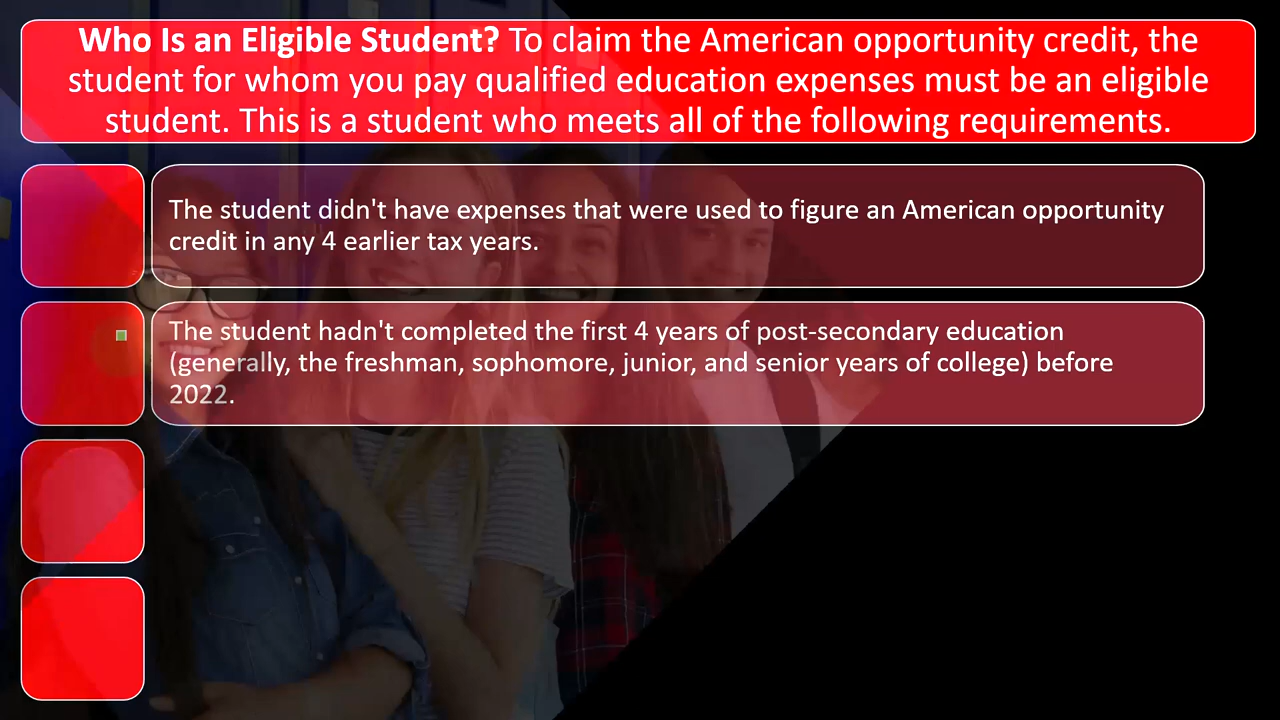 Who Is an Eligible Student? To claim the American opportunity credit, the
student for whom you pay qualified education expenses must be an eligible
student. This is a student who meets all of the following requirements.
The student didn't have expenses that were used to figure an American opportunity
credit in any 4 earlier tax years.
The student hadn't completed the first 4 years of post-secondary education
(generally, the freshman, sophomore, junior, and senior years of college) before
2022.